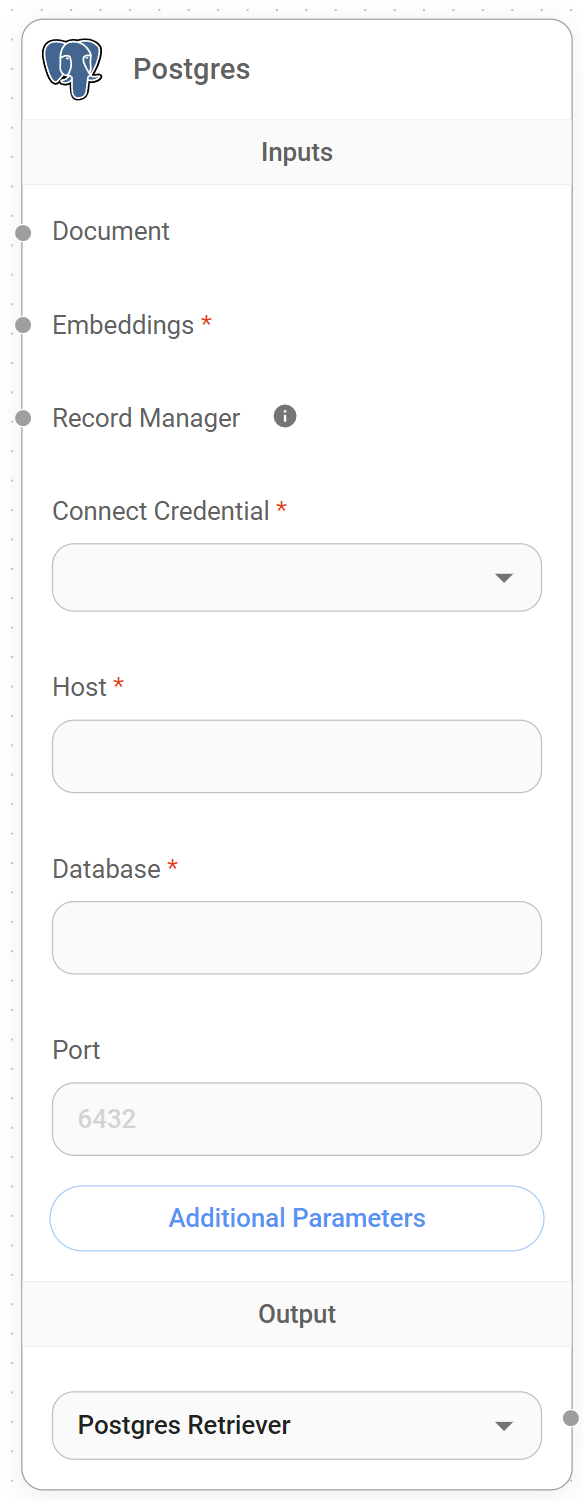 Postgres
Inputs
Document
Embeddings *
Record Manager
Connect Credential *
Host *
Database *
Port
6432
Additional Parameters
Output
Postgres Retriever